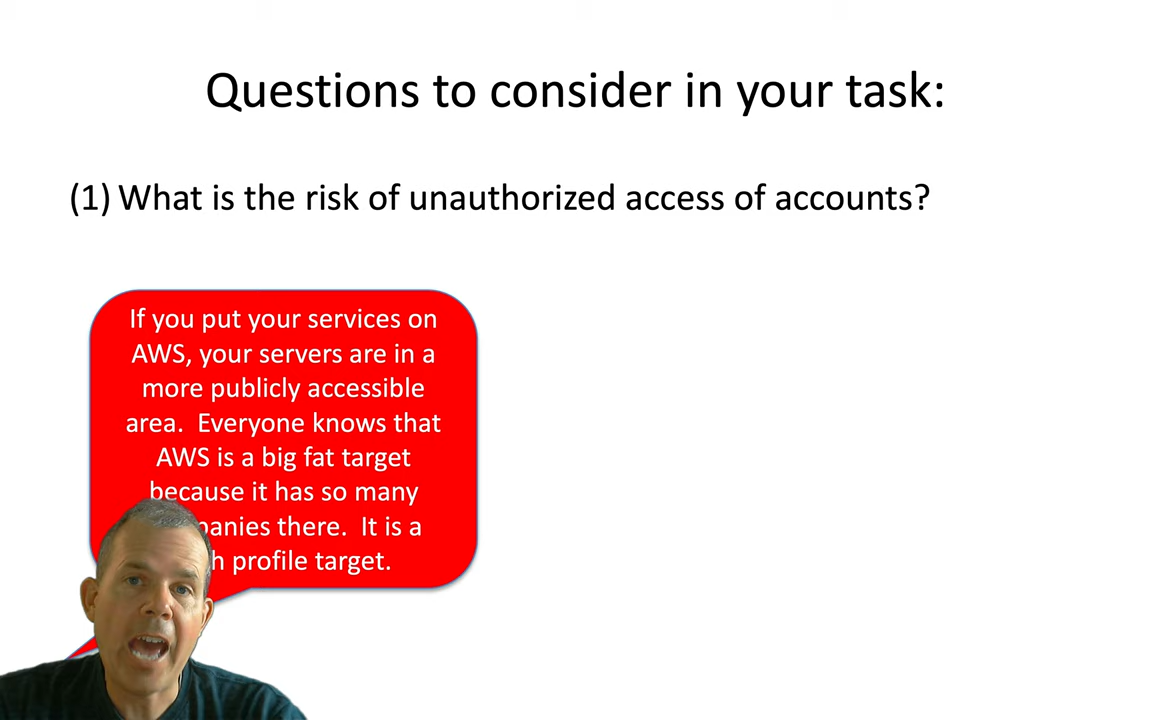 Questions to consider in your task:
(1) What is the risk of unauthorized access of accounts?
If you put your services on
AWS, your servers are in a
more publicly accessible
area. Everyone knows that
AWS is a big fat target
because it has so many
there. It is a
profile target.